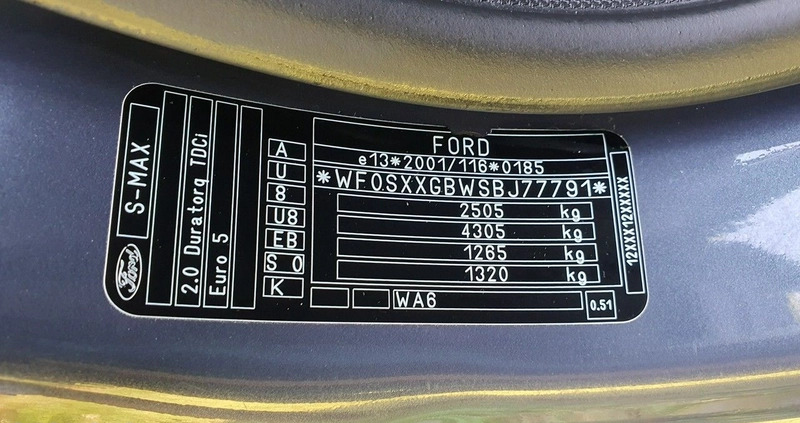 Ford
S-MAX
2.0 Duratorq TDCi
Euro 5
A
U
8
U8
EB
S 0
K
FORD
e13*2001/116*0185
*WF0SXXGBWSBJ77791*
2505 kg
4305 kg
1265 kg
1320 kg
WA6
0.51
12XXX12XXXXX